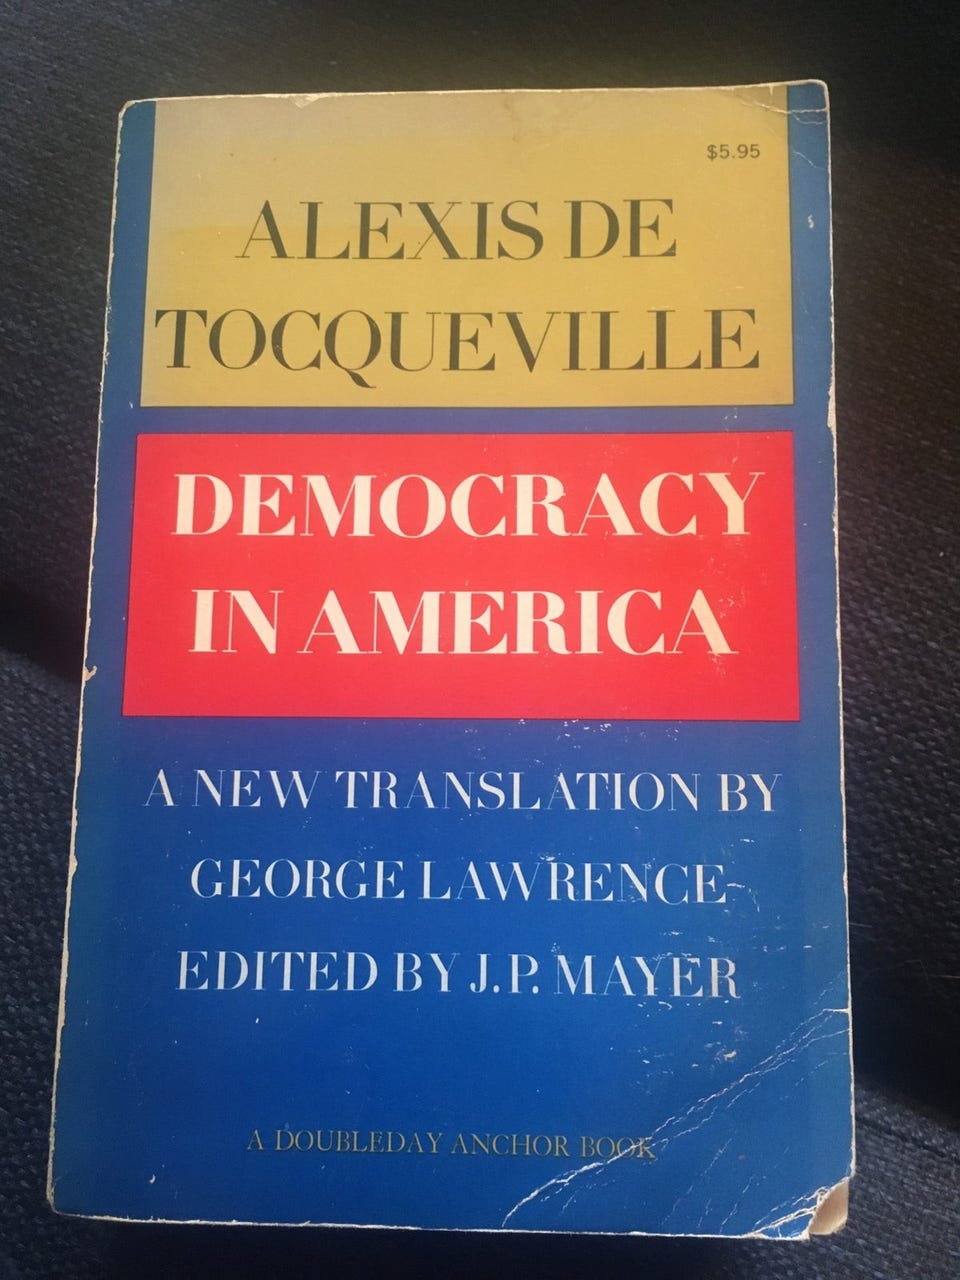 $5.95
ALEXIS DE
TOCQUEVILLE
DEMOCRACY
IN AMERICA
A NEW TRANSLATION BY
GEORGE LAWRENCE
EDITED BY J.P. MAYER
A DOUBLEDAY ANCHOR BOOK